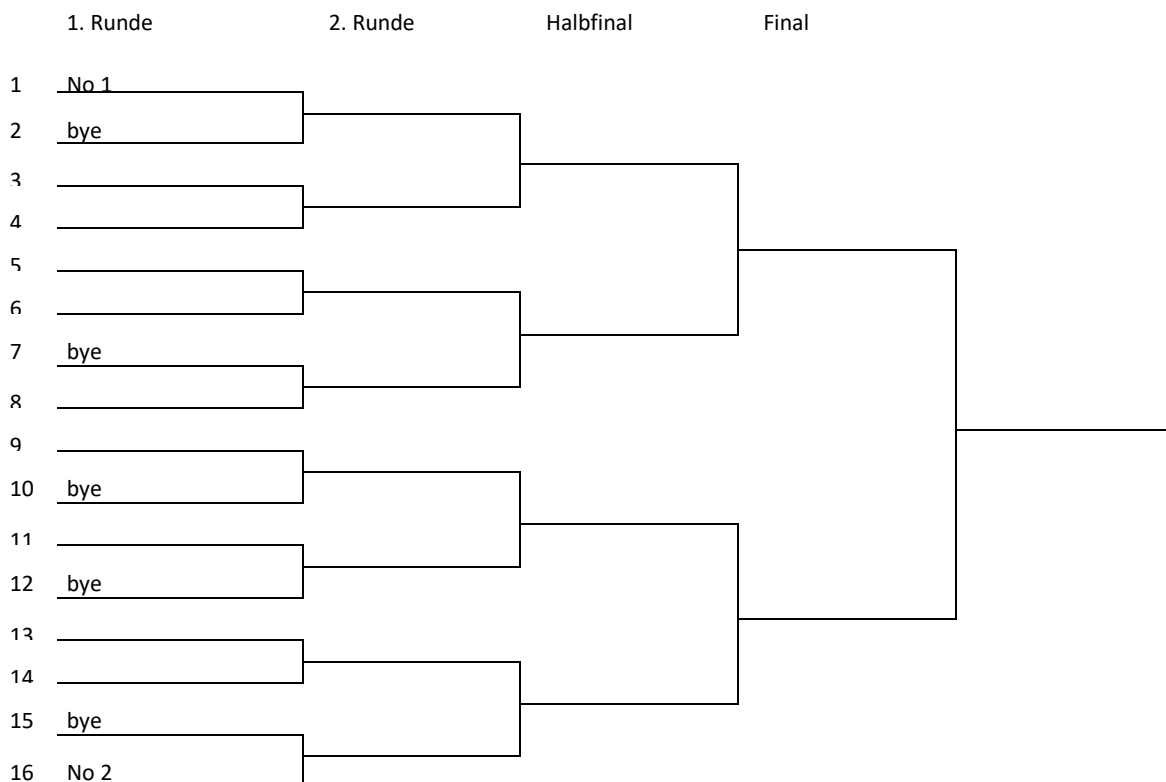 1. Runde 2. Runde Halbfinal Final
1 No 1
2 bye
3
4
5
6
7 bye
8
9
10 bye
11
12 bye
13
14
15 bye
16 No 2